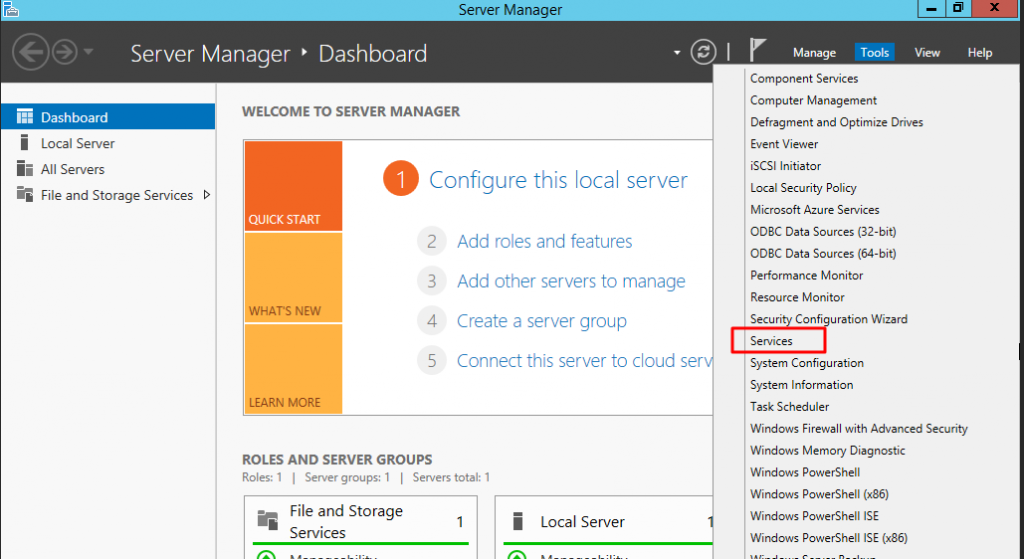 Server Manager
Server Manager • Dashboard
Manage Tools View Help
Dashboard
Local Server
All Servers
File and Storage Services
WELCOME TO SERVER MANAGER
QUICK START
WHAT'S NEW
LEARN MORE
1 Configure this local server
2 Add roles and features
3 Add other servers to manage
4 Create a server group
5 Connect this server to cloud serv
ROLES AND SERVER GROUPS
Roles: 1 | Server groups: 1 | Servers total: 1
File and Storage
Services 1
Manageability
Local Server 1
Manageability
Component Services
Computer Management
Defragment and Optimize Drives
Event Viewer
iSCSI Initiator
Local Security Policy
Microsoft Azure Services
ODBC Data Sources (32-bit)
ODBC Data Sources (64-bit)
Performance Monitor
Resource Monitor
Security Configuration Wizard
Services
System Configuration
System Information
Task Scheduler
Windows Firewall with Advanced Security
Windows Memory Diagnostic
Windows PowerShell
Windows PowerShell (x86)
Windows PowerShell ISE
Windows PowerShell ISE (x86)
Windows Server Backup